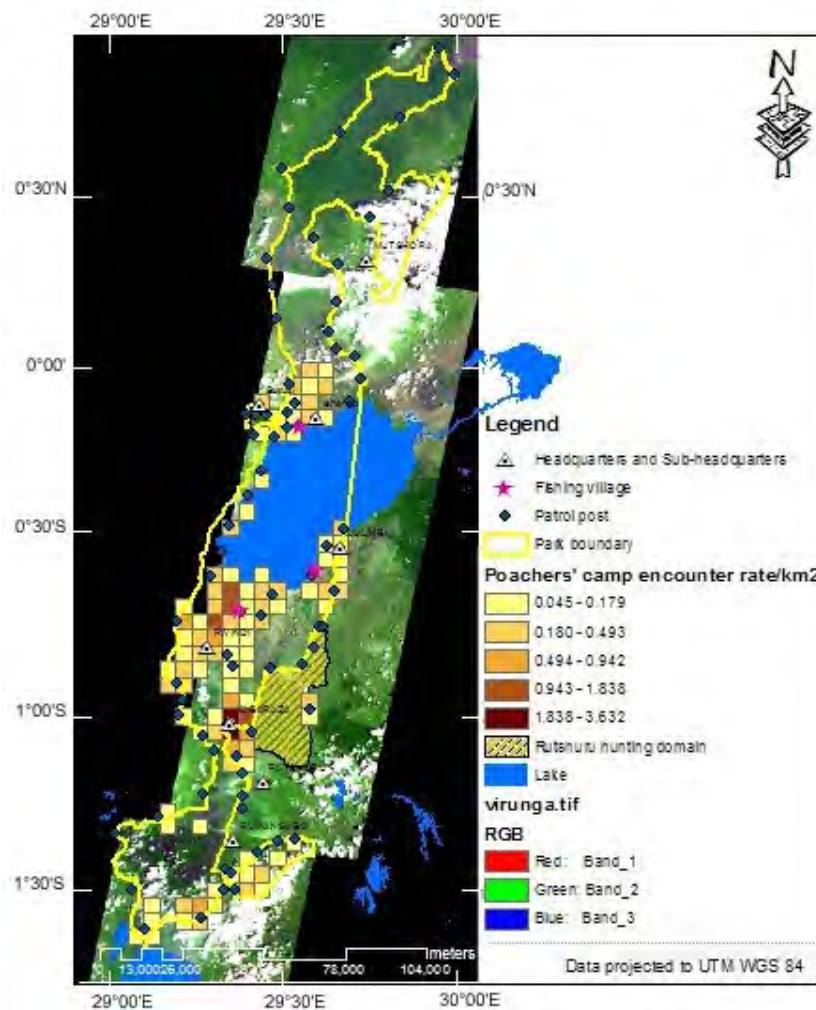 29°00'E 29°30'E 30°00'E
N
0°30'N 0°30'N
MUTSHORA
0°00'
Legend
Headquarters and Sub-headquarters
Fishing village
Patrol post
0°30'S
Park boundary
Poachers' camp encounter rate/km2
0.045 - 0.179
0.180 - 0.493
0.494 - 0.942
0.943 - 1.838
1.838 - 3.632
1°00'S
Rutshuru hunting domain
Lake
virunga.tif
RGB
Red: Band_1
Green: Band_2
Blue: Band_3
1°30'S
meters
0 13,00026,000 78,000 104,000
Data projected to UTM WGS 84
29°00'E 29°30'E 30°00'E